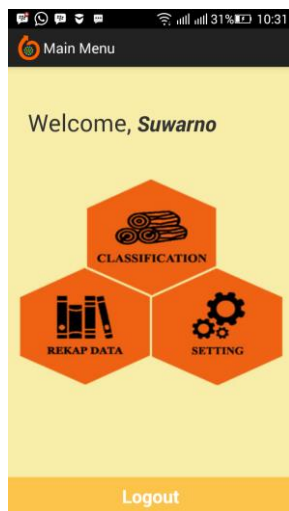 31% 10:31
Main Menu
Welcome, Suwarno
CLASSIFICATION
REKAP DATA
SETTING
Logout